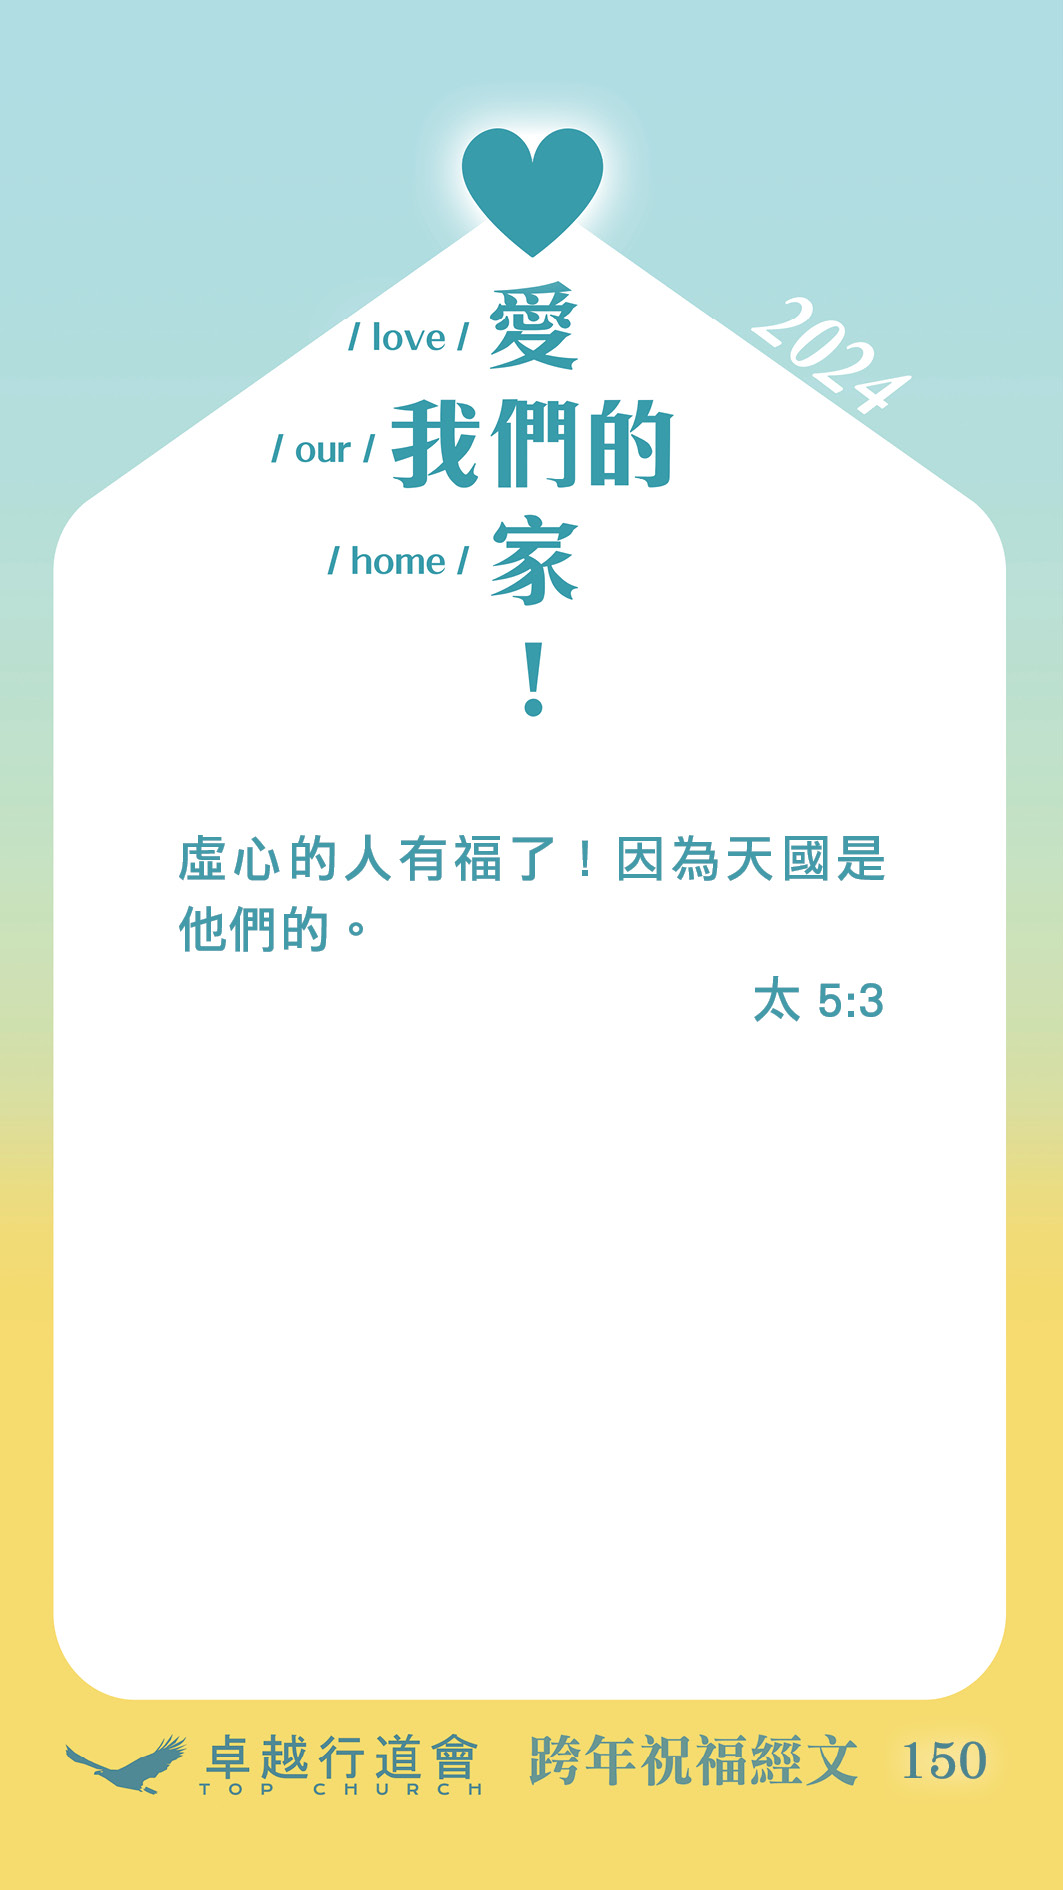 / love / 愛
2024
/ our / 我們的
/ home / 家
！
虛心的人有福了！因為天國是
他們的。
太 5:3
卓越行道會 跨年祝福經文 150
TOP CHURCH